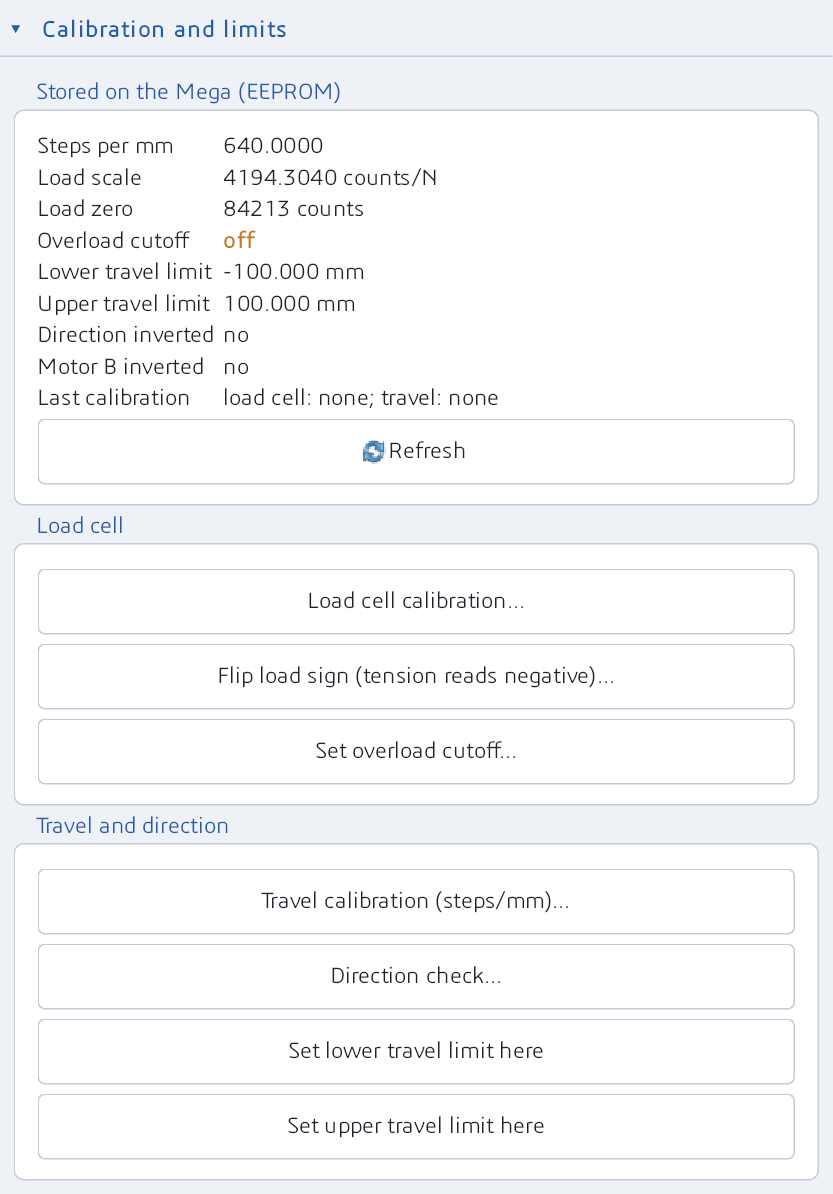 Calibration and limits
Stored on the Mega (EEPROM)
Steps per mm 640.0000
Load scale 4194.3040 counts/N
Load zero 84213 counts
Overload cutoff off
Lower travel limit -100.000 mm
Upper travel limit 100.000 mm
Direction inverted no
Motor B inverted no
Last calibration load cell: none; travel: none
Refresh
Load cell
Load cell calibration...
Flip load sign (tension reads negative)...
Set overload cutoff...
Travel and direction
Travel calibration (steps/mm)...
Direction check...
Set lower travel limit here
Set upper travel limit here